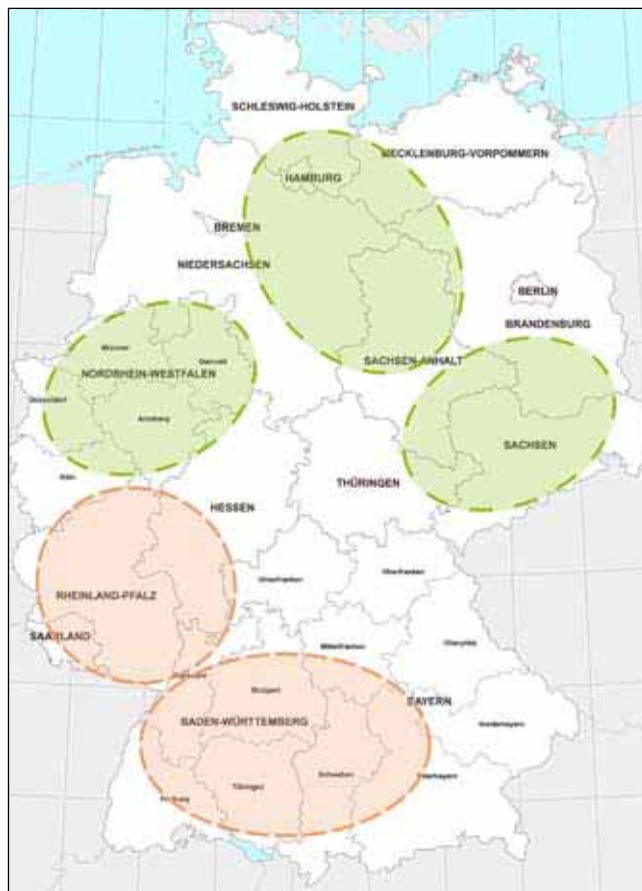 SCHLESWIG-HOLSTEIN
MECKLENBURG-VORPOMMERN
HAMBURG
BREMEN
NIEDERSACHSEN
BERLIN
BRANDENBURG
Münster
Detmold
SACHSEN-ANHALT
NORDRHEIN-WESTFALEN
Düsseldorf
Arnsberg
SACHSEN
Köln
THÜRINGEN
HESSEN
Unterfranken
Oberfranken
RHEINLAND-PFALZ
SAARLAND
Mittelfranken
Oberpfalz
Karlsruhe
Stuttgart
BAYERN
BADEN-WÜRTTEMBERG
Niederbayern
Schwaben
Oberbayern
Tübingen
Freiburg